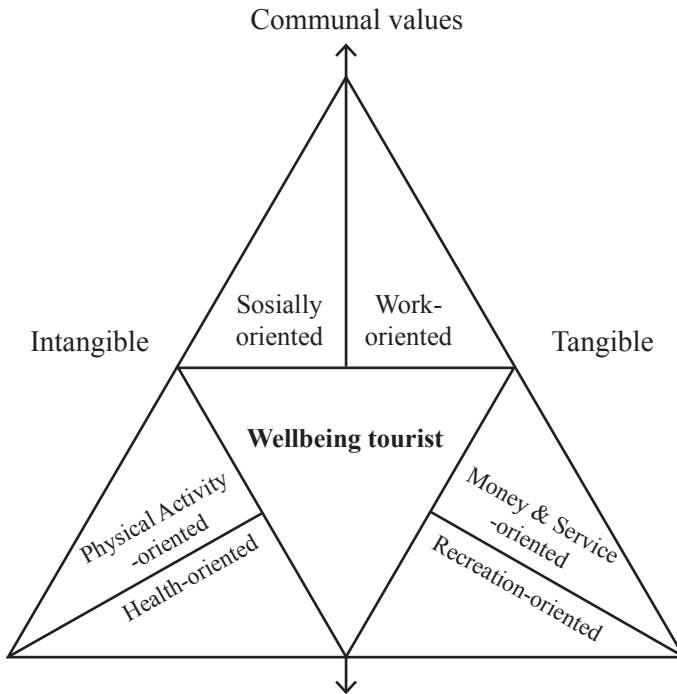 Communal values
Sosially
oriented
Work-
oriented
Intangible
Tangible
Wellbeing tourist
Physical Activity
-oriented
Health-oriented
Money & Service
-oriented
Recreation-oriented